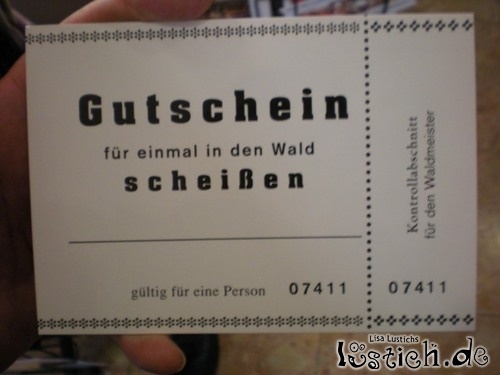 Gutschein
für einmal in den Wald
scheißen
gültig für eine Person 07411
Kontrollabschnitt
für den Waldmeister
07411
Lisa Lustichs
lustich.de